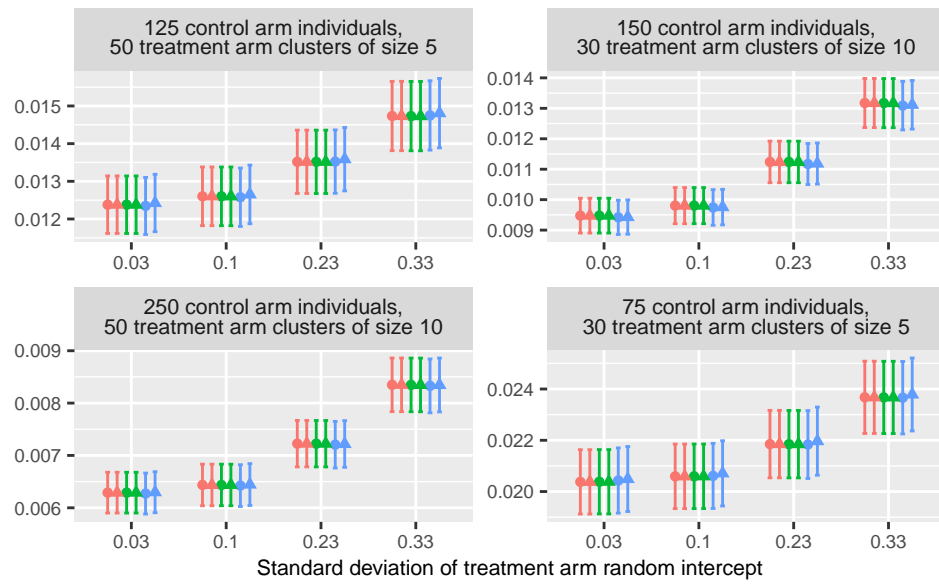 125 control arm individuals,
50 treatment arm clusters of size 5
0.015
0.014
0.013
0.012
0.03 0.1 0.23 0.33
150 control arm individuals,
30 treatment arm clusters of size 10
0.014
0.013
0.012
0.011
0.010
0.009
0.03 0.1 0.23 0.33
250 control arm individuals,
50 treatment arm clusters of size 10
0.009
0.008
0.007
0.006
0.03 0.1 0.23 0.33
75 control arm individuals,
30 treatment arm clusters of size 5
0.024
0.022
0.020
0.03 0.1 0.23 0.33
Standard deviation of treatment arm random intercept